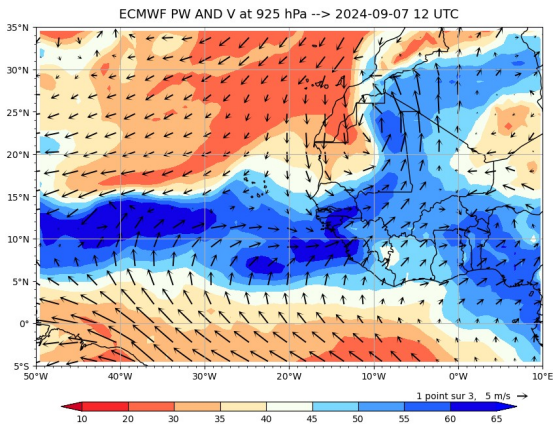 ECMWF PW AND V at 925 hPa --> 2024-09-07 12 UTC
35°N
30°N
25°N
20°N
15°N
10°N
5°N
0°
5°S
50°W 40°W 30°W 20°W 10°W 0°W 10°E
1 point sur 3, 5 m/s
10 20 30 35 40 45 50 55 60 65